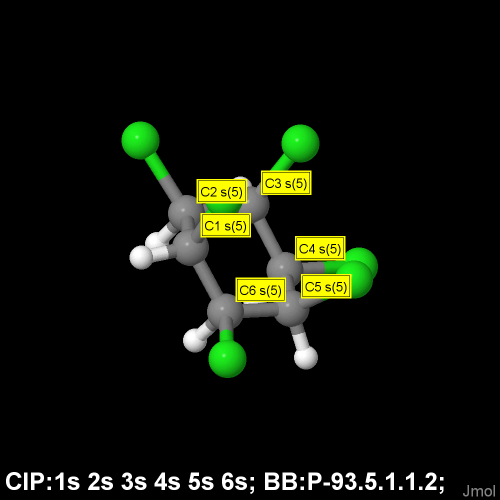 C2 s(5)
C3 s(5)
C1 s(5)
C4 s(5)
C6 s(5)
C5 s(5)
CIP:1s 2s 3s 4s 5s 6s; BB:P-93.5.1.1.2;
Jmol